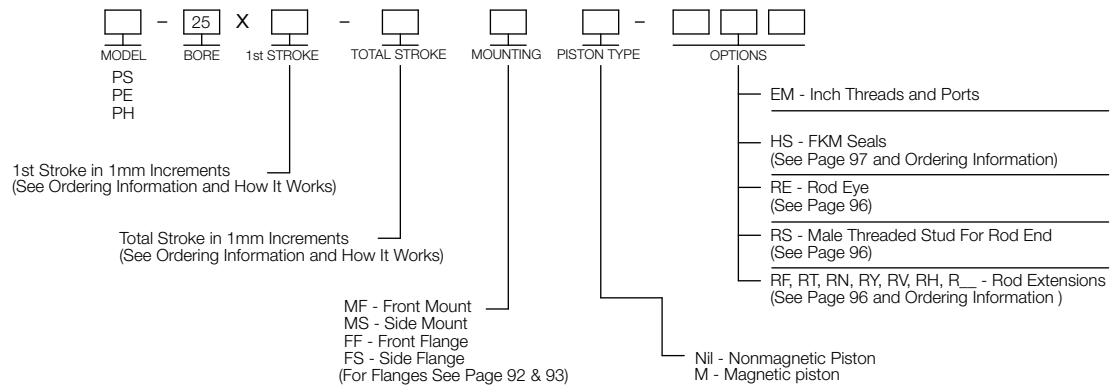 - 25 X - -
MODEL BORE 1st STROKE TOTAL STROKE MOUNTING PISTON TYPE OPTIONS
PS
PE
PH
EM - Inch Threads and Ports
HS - FKM Seals
(See Page 97 and Ordering Information)
1st Stroke in 1mm Increments
(See Ordering Information and How It Works)
RE - Rod Eye
(See Page 96)
RS - Male Threaded Stud For Rod End
(See Page 96)
Total Stroke in 1mm Increments
(See Ordering Information and How It Works)
RF, RT, RN, RY, RV, RH, R__ - Rod Extensions
(See Page 96 and Ordering Information )
MF - Front Mount
MS - Side Mount
FF - Front Flange
FS - Side Flange
(For Flanges See Page 92 & 93)
Nil - Nonmagnetic Piston
M - Magnetic piston